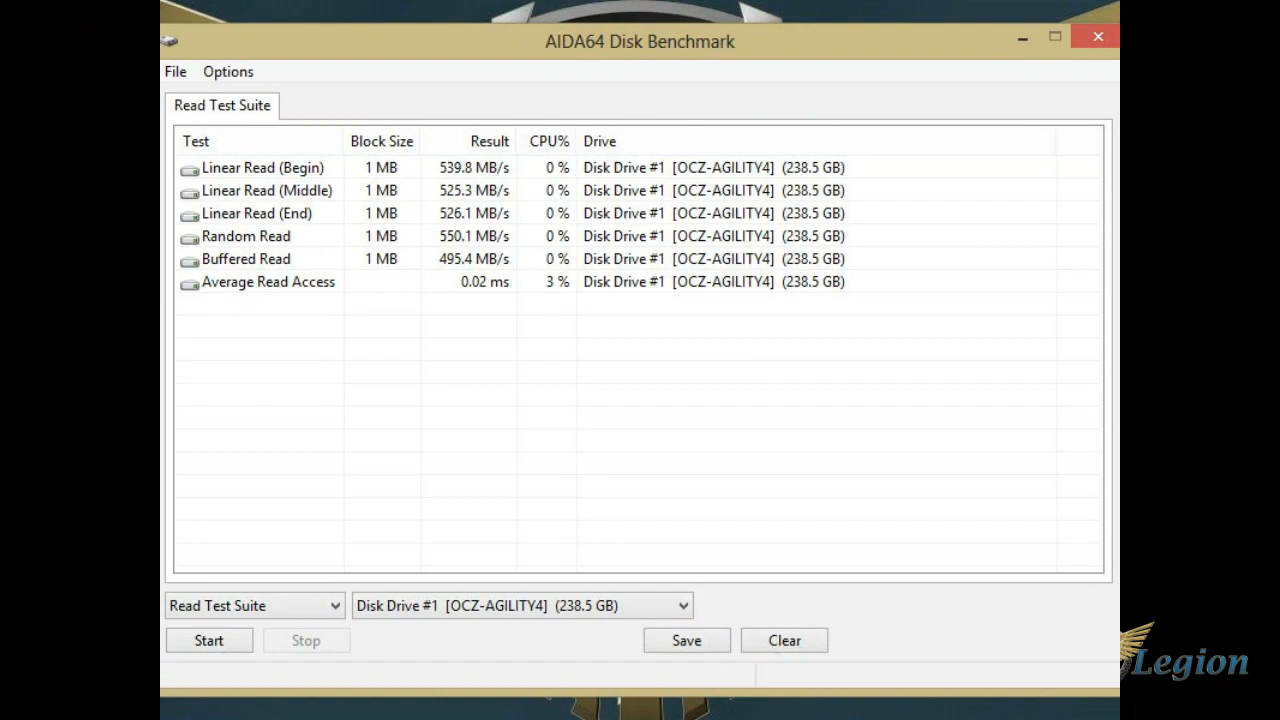 AIDA64 Disk Benchmark
File Options
Read Test Suite
Test Block Size Result CPU% Drive
Linear Read (Begin) 1 MB 539.8 MB/s 0 % Disk Drive #1 [OCZ-AGILITY4] (238.5 GB)
Linear Read (Middle) 1 MB 525.3 MB/s 0 % Disk Drive #1 [OCZ-AGILITY4] (238.5 GB)
Linear Read (End) 1 MB 526.1 MB/s 0 % Disk Drive #1 [OCZ-AGILITY4] (238.5 GB)
Random Read 1 MB 550.1 MB/s 0 % Disk Drive #1 [OCZ-AGILITY4] (238.5 GB)
Buffered Read 1 MB 495.4 MB/s 0 % Disk Drive #1 [OCZ-AGILITY4] (238.5 GB)
Average Read Access 0.02 ms 3 % Disk Drive #1 [OCZ-AGILITY4] (238.5 GB)
Read Test Suite Disk Drive #1 [OCZ-AGILITY4] (238.5 GB)
Start Stop Save Clear
Legion